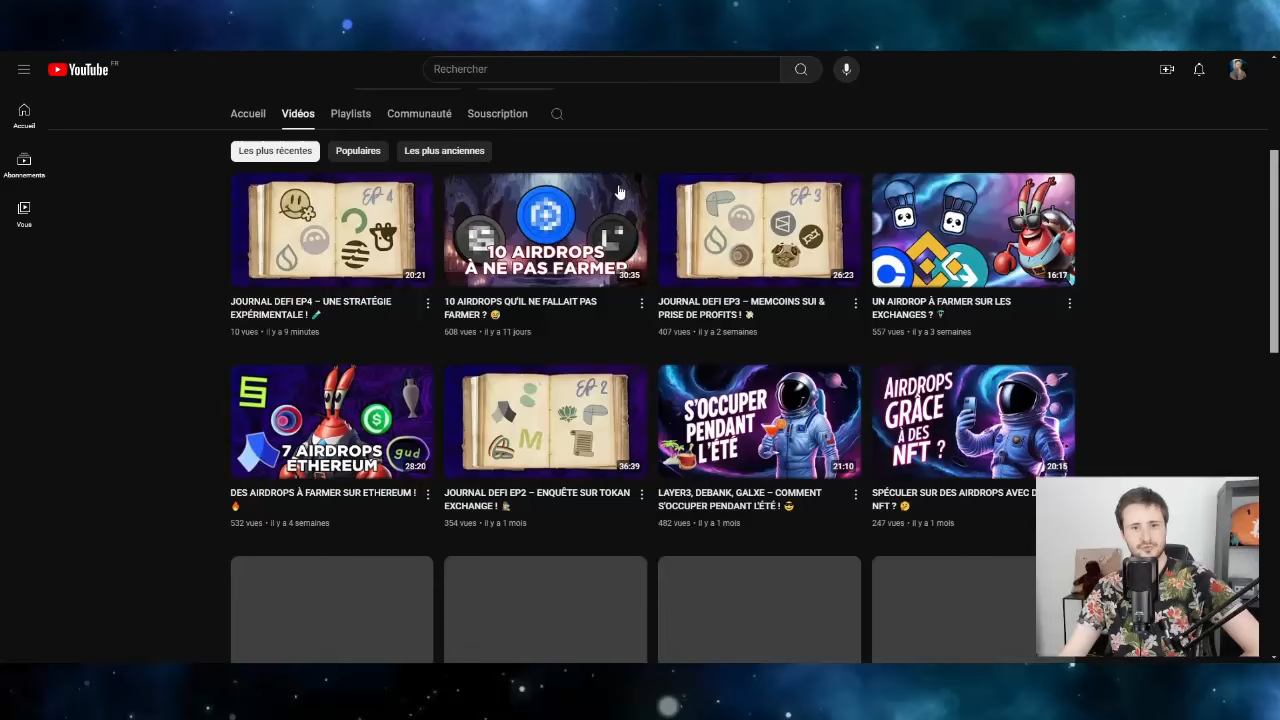 YouTube FR
Rechercher
Accueil Vidéos Playlists Communauté Souscription
Accueil
Abonnements
Vous
Les plus récentes Populaires Les plus anciennes
EP 4
20:21
10 AIRDROPS
À NE PAS FARMER
30:35
EP 3
26:23
16:17
JOURNAL DEFI EP4 – UNE STRATÉGIE
EXPÉRIMENTALE !
10 vues • il y a 9 minutes
10 AIRDROPS QU'IL NE FALLAIT PAS
FARMER ?
608 vues • il y a 11 jours
JOURNAL DEFI EP3 – MEMCOINS SUI &
PRISE DE PROFITS !
407 vues • il y a 2 semaines
UN AIRDROP À FARMER SUR LES
EXCHANGES ?
557 vues • il y a 3 semaines
7 AIRDROPS
ETHEREUM
gud
28:20
EP 2
M
36:39
S'OCCUPER
PENDANT
L'ÉTÉ !
21:10
AIRDROPS
GRÂCE
À DES
NFT ?
20:15
DES AIRDROPS À FARMER SUR ETHEREUM !
532 vues • il y a 4 semaines
JOURNAL DEFI EP2 – ENQUÊTE SUR TOKAN
EXCHANGE !
354 vues • il y a 1 mois
LAYER3, DEBANK, GALXE – COMMENT
S'OCCUPER PENDANT L'ÉTÉ !
482 vues • il y a 1 mois
SPÉCULER SUR DES AIRDROPS AVEC D
NFT ?
247 vues • il y a 1 mois